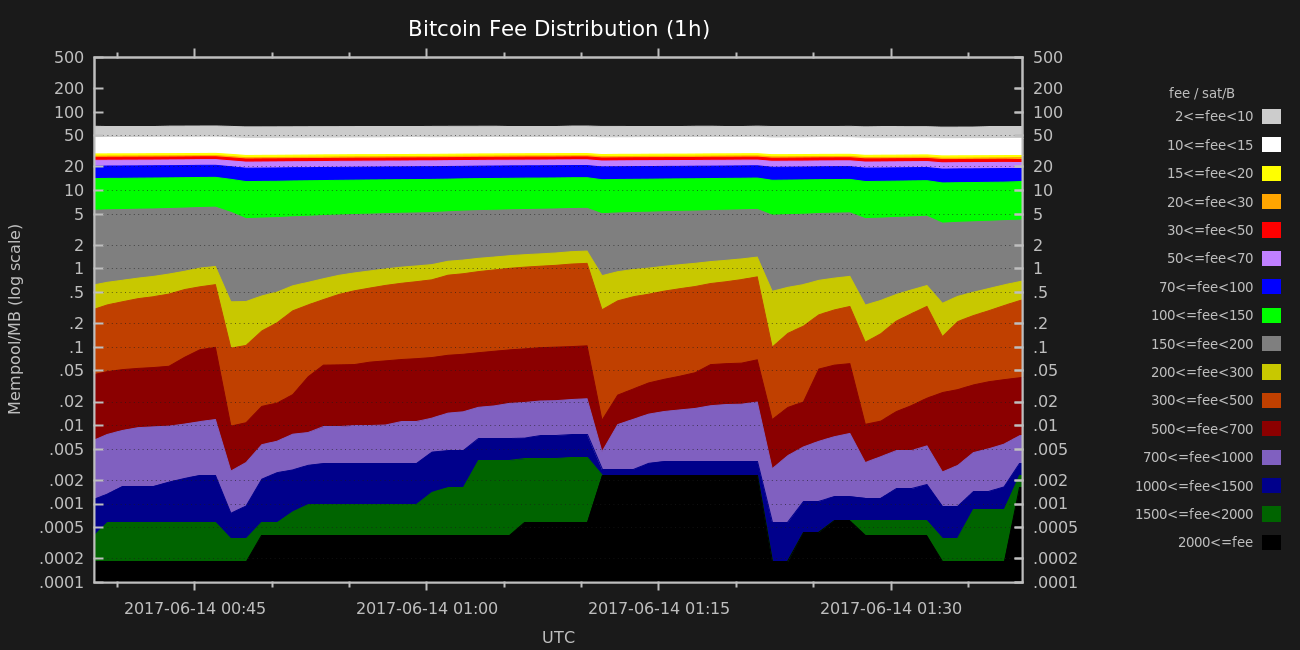 Bitcoin Fee Distribution (1h)
500 500
200 200
100 100
50 50
20 20
10 10
5 5
2 2
1 1
.5 .5
.2 .2
.1 .1
.05 .05
.02 .02
.01 .01
.005 .005
.002 .002
.001 .001
.0005 .0005
.0002 .0002
.0001 .0001
Mempool/MB (log scale)
2017-06-14 00:45 2017-06-14 01:00 2017-06-14 01:15 2017-06-14 01:30
UTC
fee / sat/B
2<=fee<10
10<=fee<15
15<=fee<20
20<=fee<30
30<=fee<50
50<=fee<70
70<=fee<100
100<=fee<150
150<=fee<200
200<=fee<300
300<=fee<500
500<=fee<700
700<=fee<1000
1000<=fee<1500
1500<=fee<2000
2000<=fee